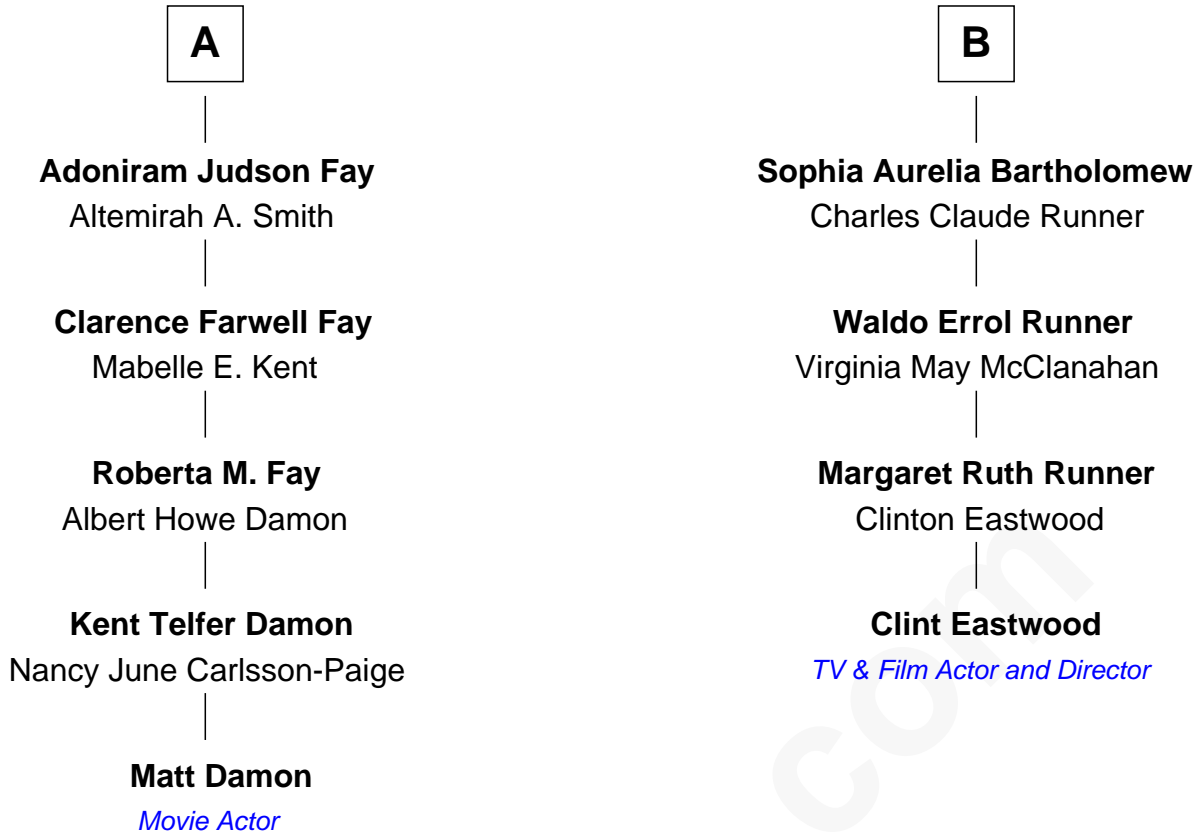 A
Adoniram Judson Fay
Altemirah A. Smith
Clarence Farwell Fay
Mabelle E. Kent
Roberta M. Fay
Albert Howe Damon
Kent Telfer Damon
Nancy June Carlsson-Paige
Matt Damon
Movie Actor
B
Sophia Aurelia Bartholomew
Charles Claude Runner
Waldo Errol Runner
Virginia May McClanahan
Margaret Ruth Runner
Clinton Eastwood
Clint Eastwood
TV & Film Actor and Director
com